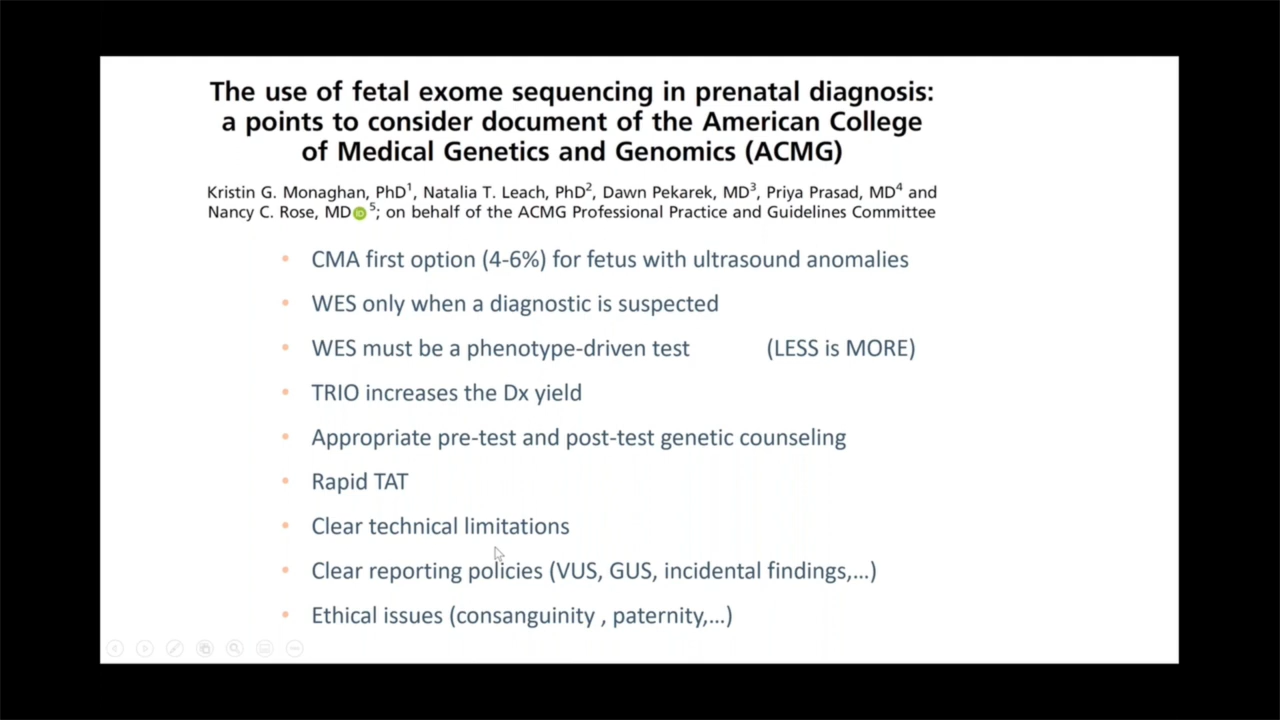 The use of fetal exome sequencing in prenatal diagnosis:
a points to consider document of the American College
of Medical Genetics and Genomics (ACMG)
Kristin G. Monaghan, PhD1, Natalia T. Leach, PhD2, Dawn Pekarek, MD3, Priya Prasad, MD4 and
Nancy C. Rose, MD iD 5; on behalf of the ACMG Professional Practice and Guidelines Committee
• CMA first option (4-6%) for fetus with ultrasound anomalies
• WES only when a diagnostic is suspected
• WES must be a phenotype-driven test (LESS is MORE)
• TRIO increases the Dx yield
• Appropriate pre-test and post-test genetic counseling
• Rapid TAT
• Clear technical limitations
• Clear reporting policies (VUS, GUS, incidental findings,...)
• Ethical issues (consanguinity , paternity,...)